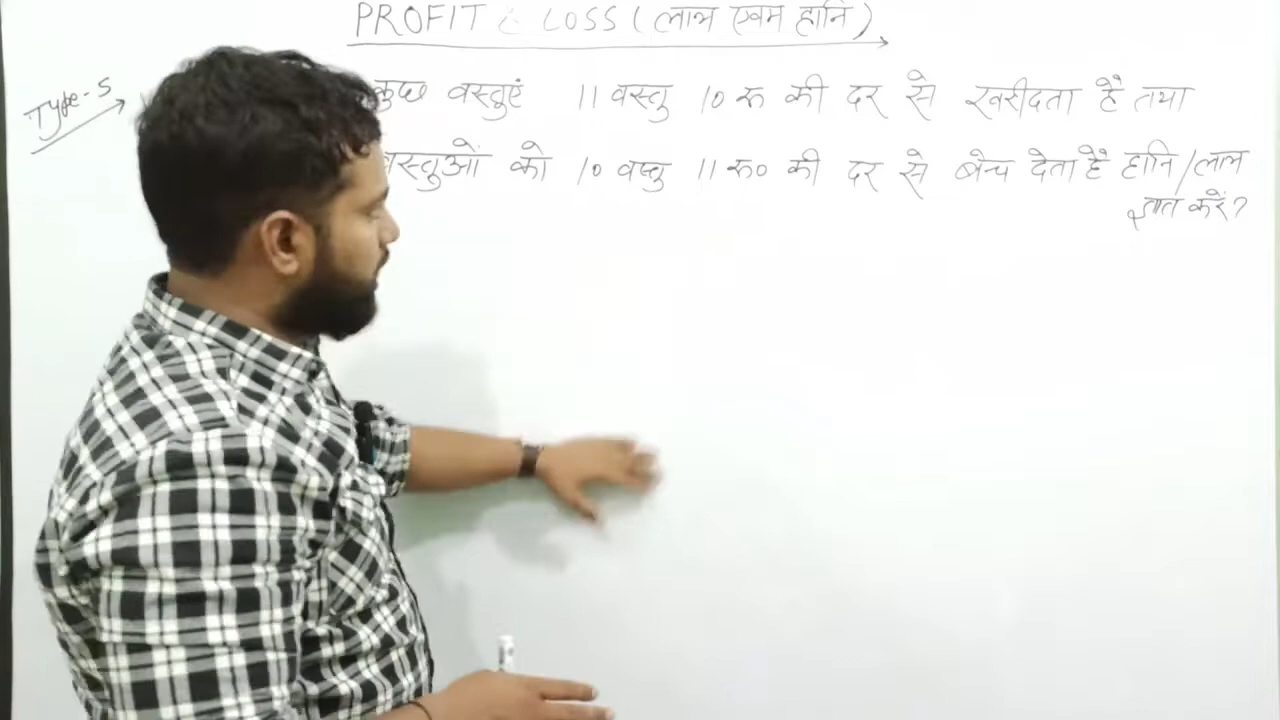 PROFIT & LOSS (लाभ एवम हानि)
Type-5
कुछ वस्तुएं 11 वस्तु 10 रू की दर से खरीदता है तथा
वस्तुओं को 10 वस्तु 11 रू० की दर से बेच देता है हानि/लाभ
ज्ञात करें?